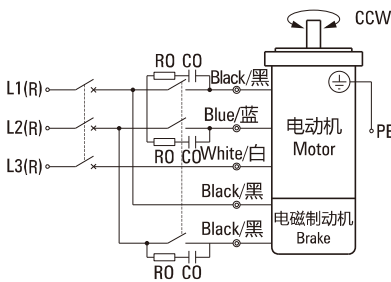 CCW
RO CO
Black/黑
L1(R)
Blue/蓝
L2(R)
电动机
Motor
PE
RO CO
White/白
L3(R)
Black/黑
电磁制动机
Brake
Black/黑
RO CO